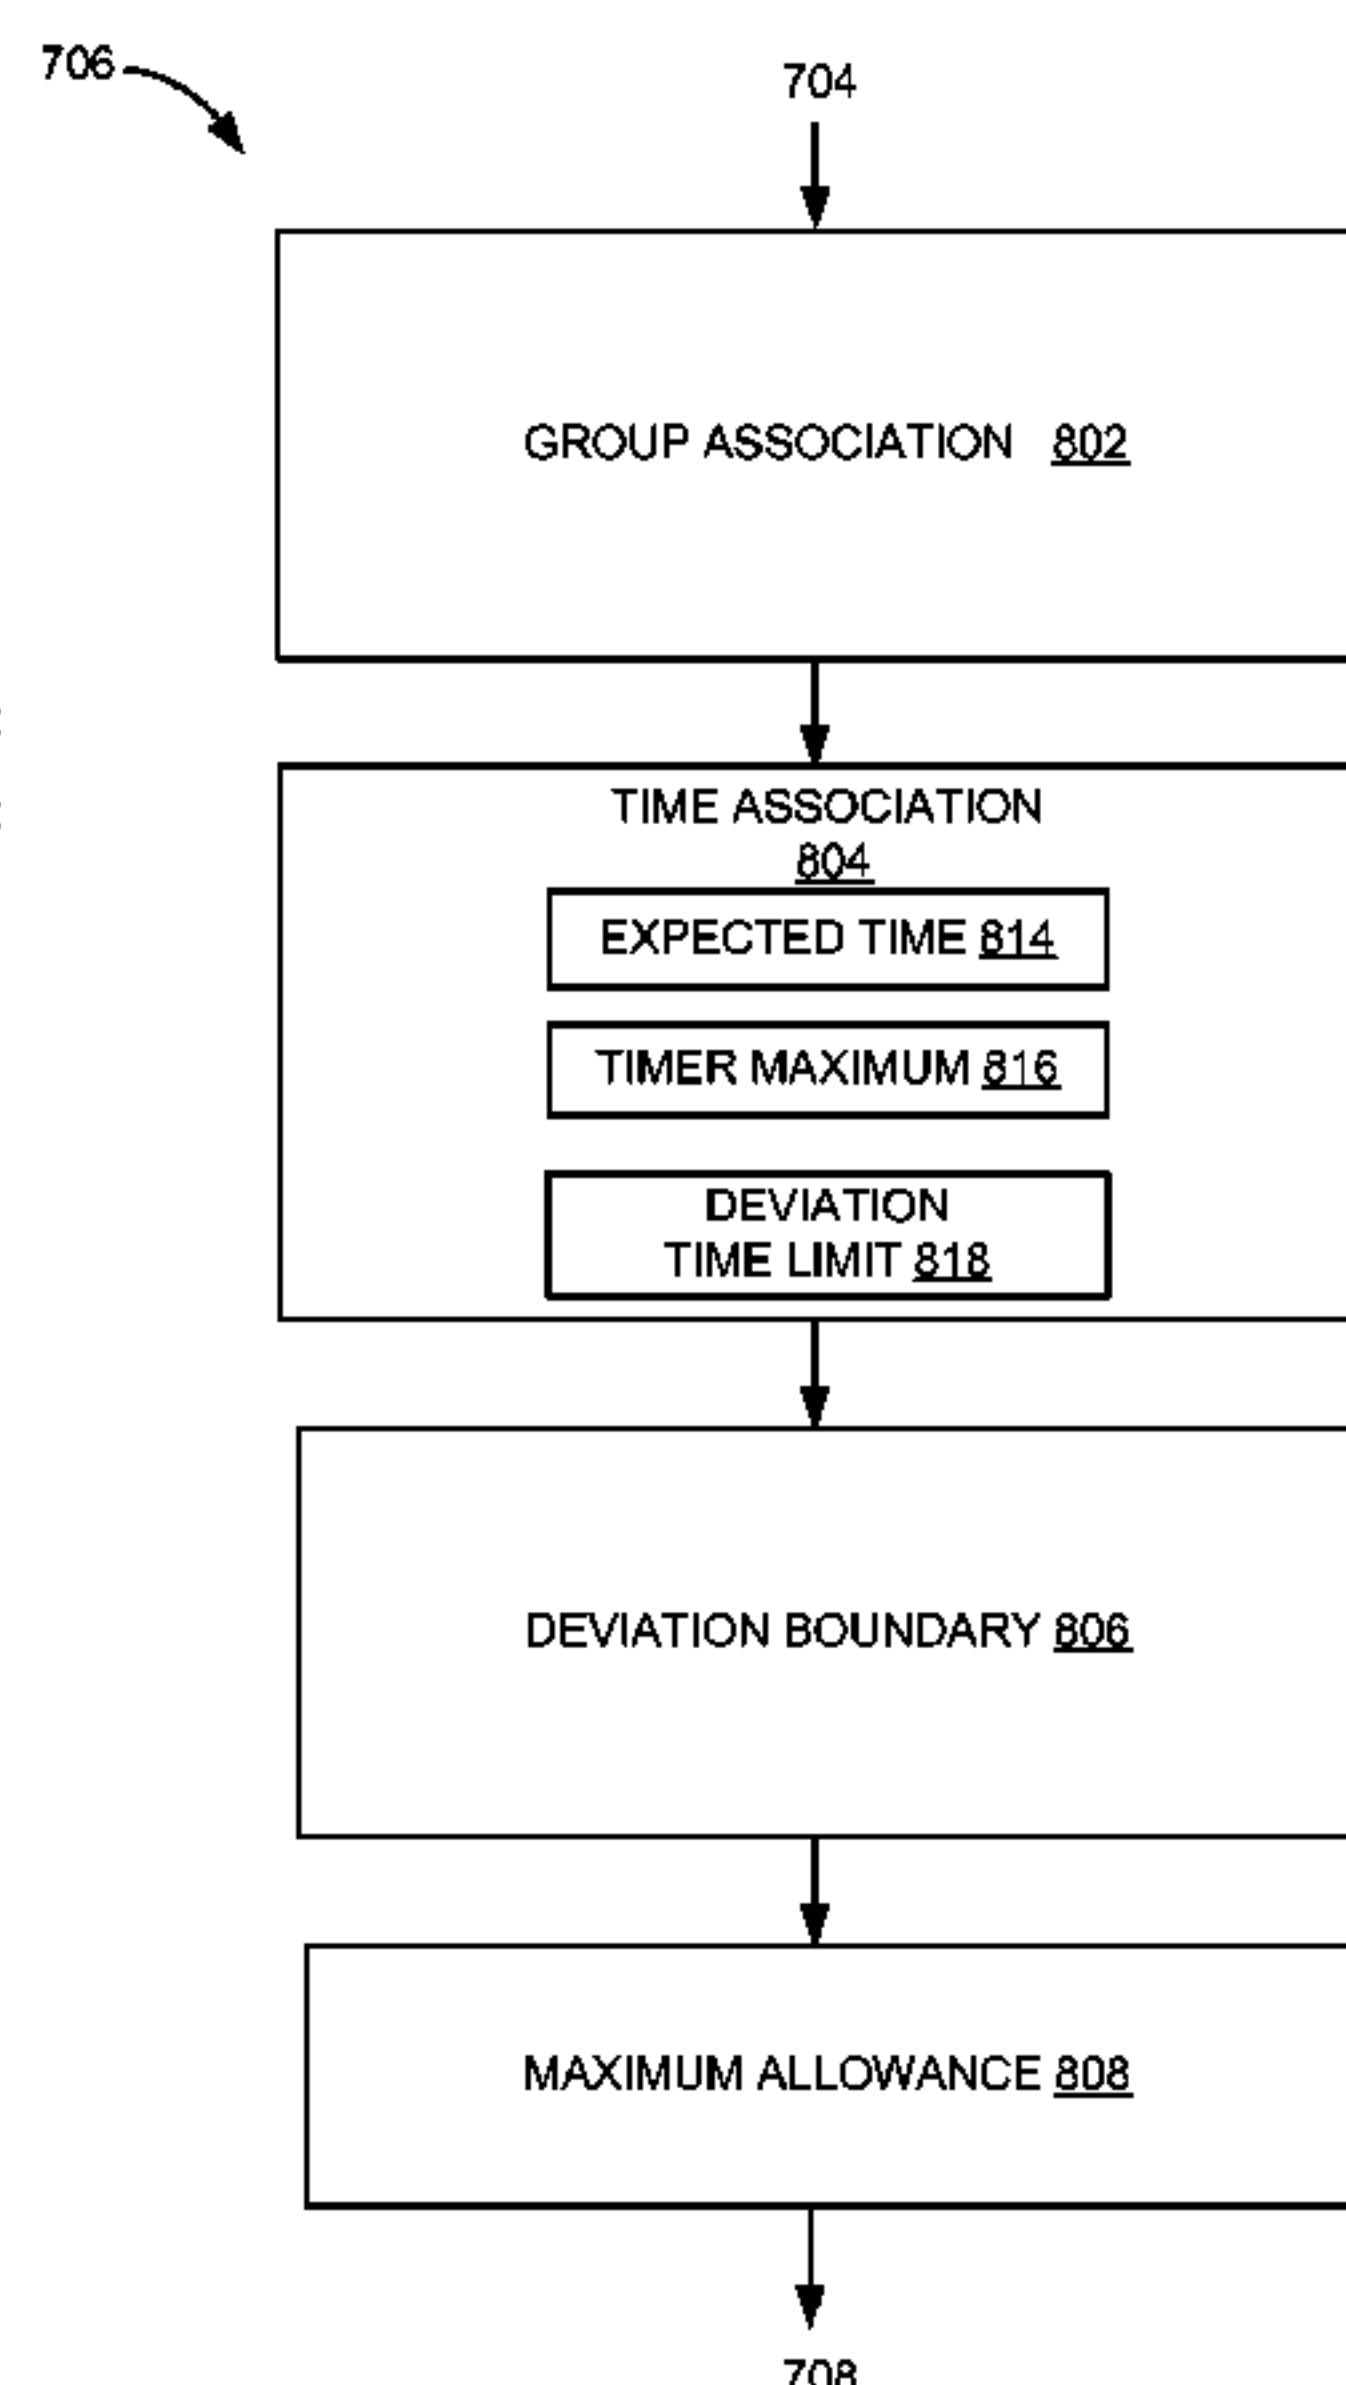 706
704
GROUP ASSOCIATION 802
TIME ASSOCIATION
804
EXPECTED TIME 814
TIMER MAXIMUM 816
DEVIATION
TIME LIMIT 818
DEVIATION BOUNDARY 806
MAXIMUM ALLOWANCE 808
708